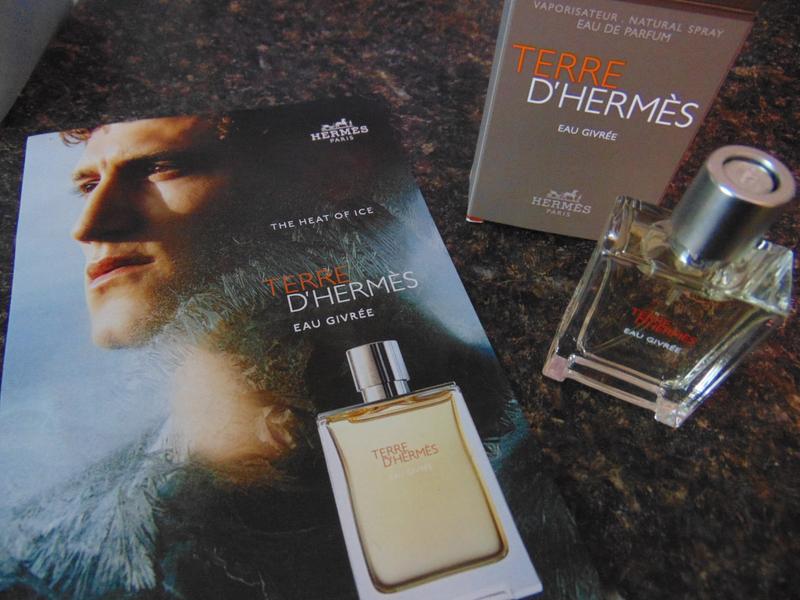 HERMÈS
PARIS
THE HEAT OF ICE
TERRE
D'HERMÈS
EAU GIVRÉE
TERRE
D'HERMÈS
EAU GIVRÉE
VAPORISATEUR . NATURAL SPRAY
EAU DE PARFUM
TERRE
D'HERMÈS
EAU GIVRÉE
HERMÈS
PARIS
TERRE
D'HERMÈS
EAU GIVRÉE